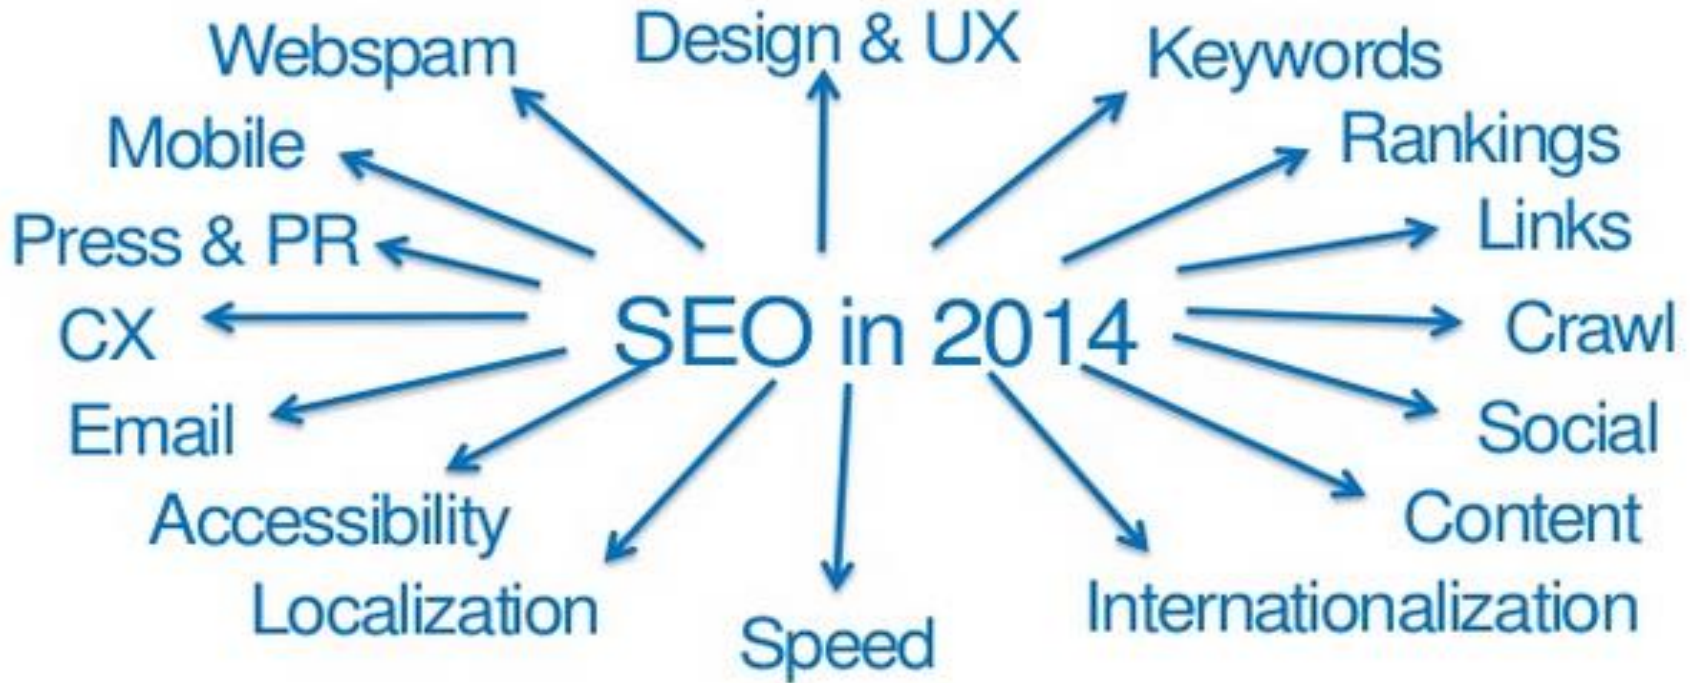 Webspam
Design & UX
Keywords
Mobile
Rankings
Press & PR
Links
CX
SEO in 2014
Crawl
Email
Social
Accessibility
Content
Localization
Speed
Internationalization